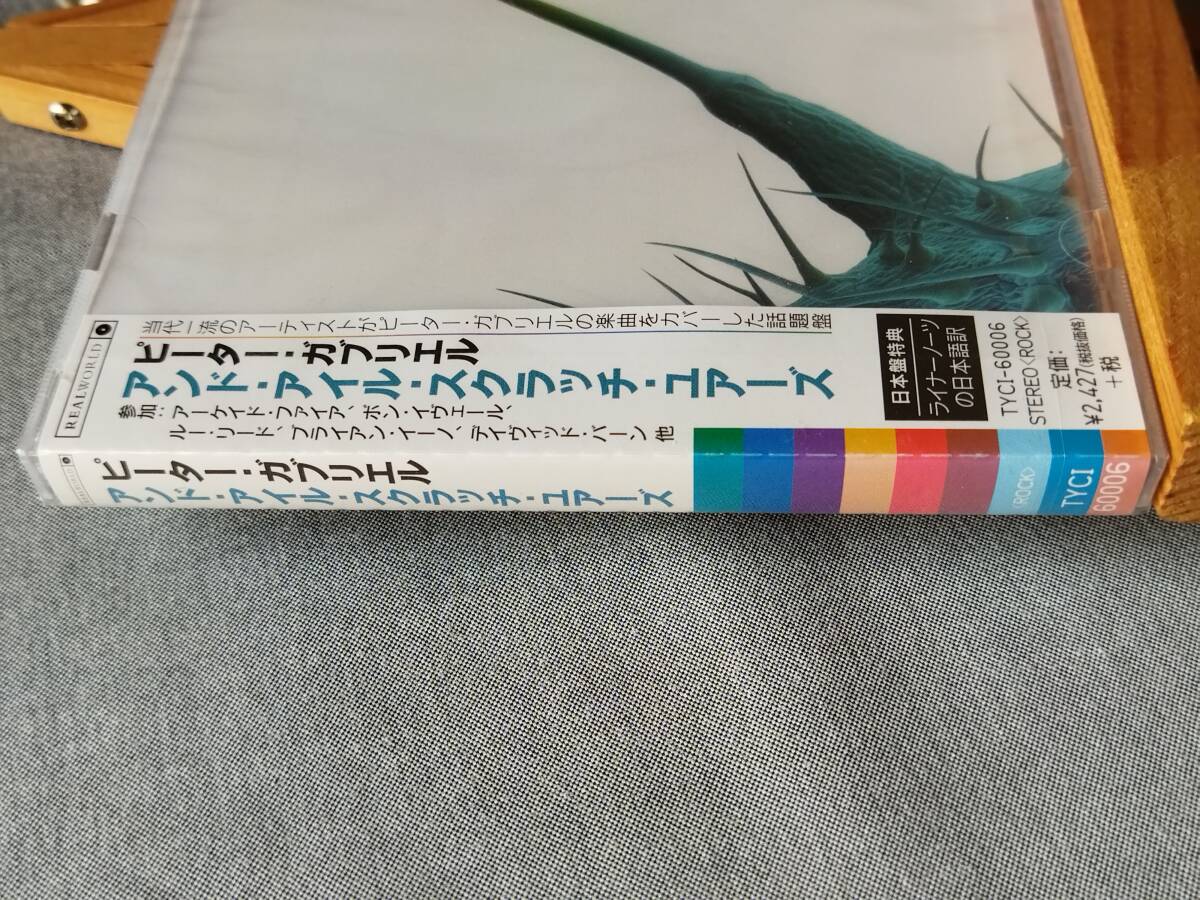 REALWORLD
当代一流のアーティストがピーター・ガブリエルの楽曲をカバーした話題盤
ピーター・ガブリエル
アンド・アイル・スクラッチ・ユアーズ
参加:アーケイド・ファイア、ボン・イヴェール、
ルー・リード、ブライアン・イーノ、デイヴィッド・バーン 他
日本盤特典
ライナーノーツ
の日本語訳
TYCI-60006
STEREO〈ROCK〉
定価:
¥2,427(税抜価格)
+税
ピーター・ガブリエル
アンド・アイル・スクラッチ・ユアーズ
〈ROCK〉
TYCI
60006